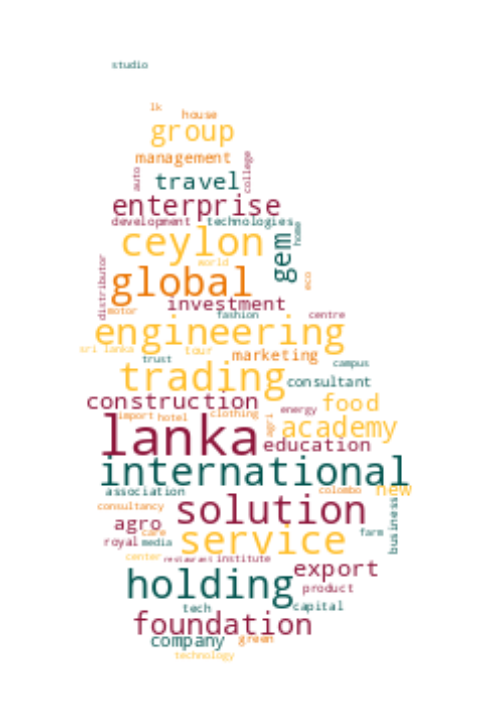 studio
lk
house
group
management
auto
college
travel
enterprise
development technologies
home
ceylon
gem
world
distributor
global
eco
investment
motor
fashion
centre
engineering
sri lanka
tour
marketing
trust
campus
trading
consultant
construction
food
energy
import hotel
clothing
agri
academy
lanka
education
international
association
colombo
new
consultancy
solution
business
agro
care
farm
royal media
service
center
restaurant institute
export
holding
product
tech
capital
foundation
company
green
technology